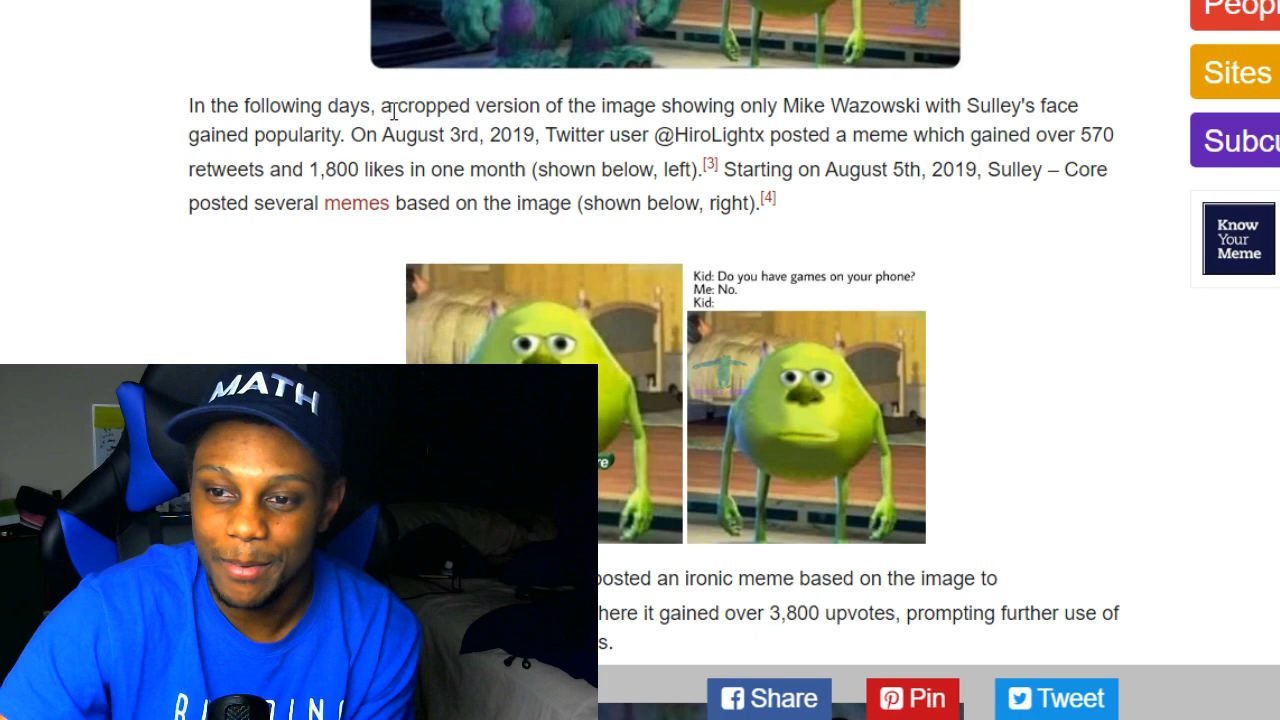 In the following days, a cropped version of the image showing only Mike Wazowski with Sulley's face
gained popularity. On August 3rd, 2019, Twitter user @HiroLightx posted a meme which gained over 570
retweets and 1,800 likes in one month (shown below, left).[3] Starting on August 5th, 2019, Sulley – Core
posted several memes based on the image (shown below, right).[4]
Sites
Know
Your
Meme
Kid: Do you have games on your phone?
Me: No.
Kid:
MATH
posted an ironic meme based on the image to
here it gained over 3,800 upvotes, prompting further use of
s.
Share
Pin
Tweet